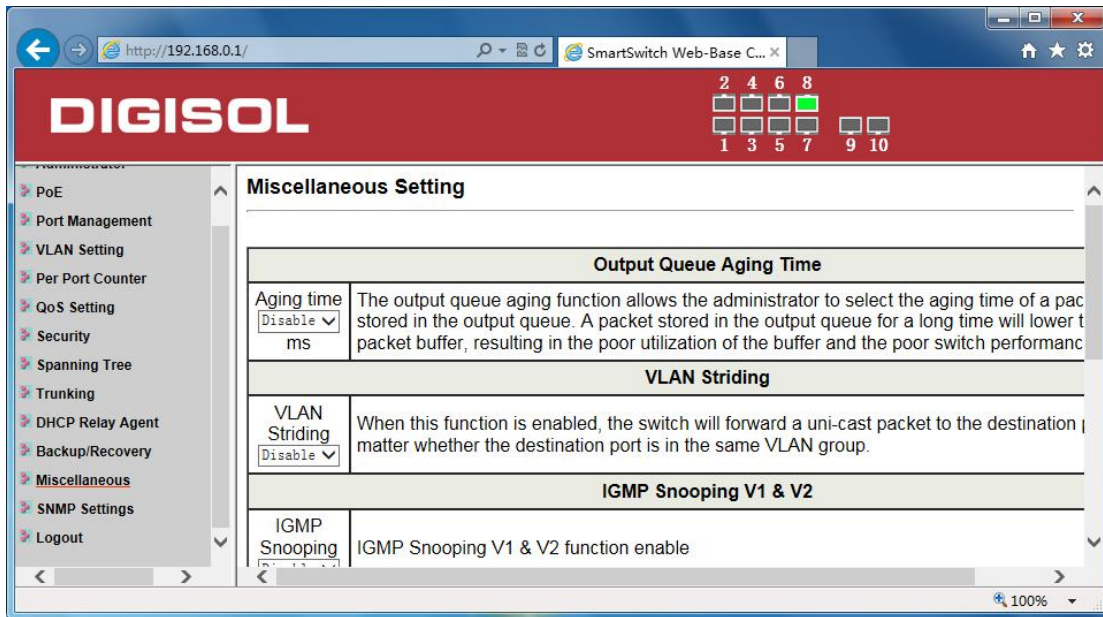 http://192.168.0.1/
SmartSwitch Web-Base C...
DIGISOL
2 4 6 8
1 3 5 7 9 10
PoE
Port Management
VLAN Setting
Per Port Counter
QoS Setting
Security
Spanning Tree
Trunking
DHCP Relay Agent
Backup/Recovery
Miscellaneous
SNMP Settings
Logout
Miscellaneous Setting
Output Queue Aging Time
Aging time
Disable
ms
The output queue aging function allows the administrator to select the aging time of a pac
stored in the output queue. A packet stored in the output queue for a long time will lower t
packet buffer, resulting in the poor utilization of the buffer and the poor switch performanc
VLAN Striding
VLAN
Striding
Disable
When this function is enabled, the switch will forward a uni-cast packet to the destination
matter whether the destination port is in the same VLAN group.
IGMP Snooping V1 & V2
IGMP
Snooping
IGMP Snooping V1 & V2 function enable
100%